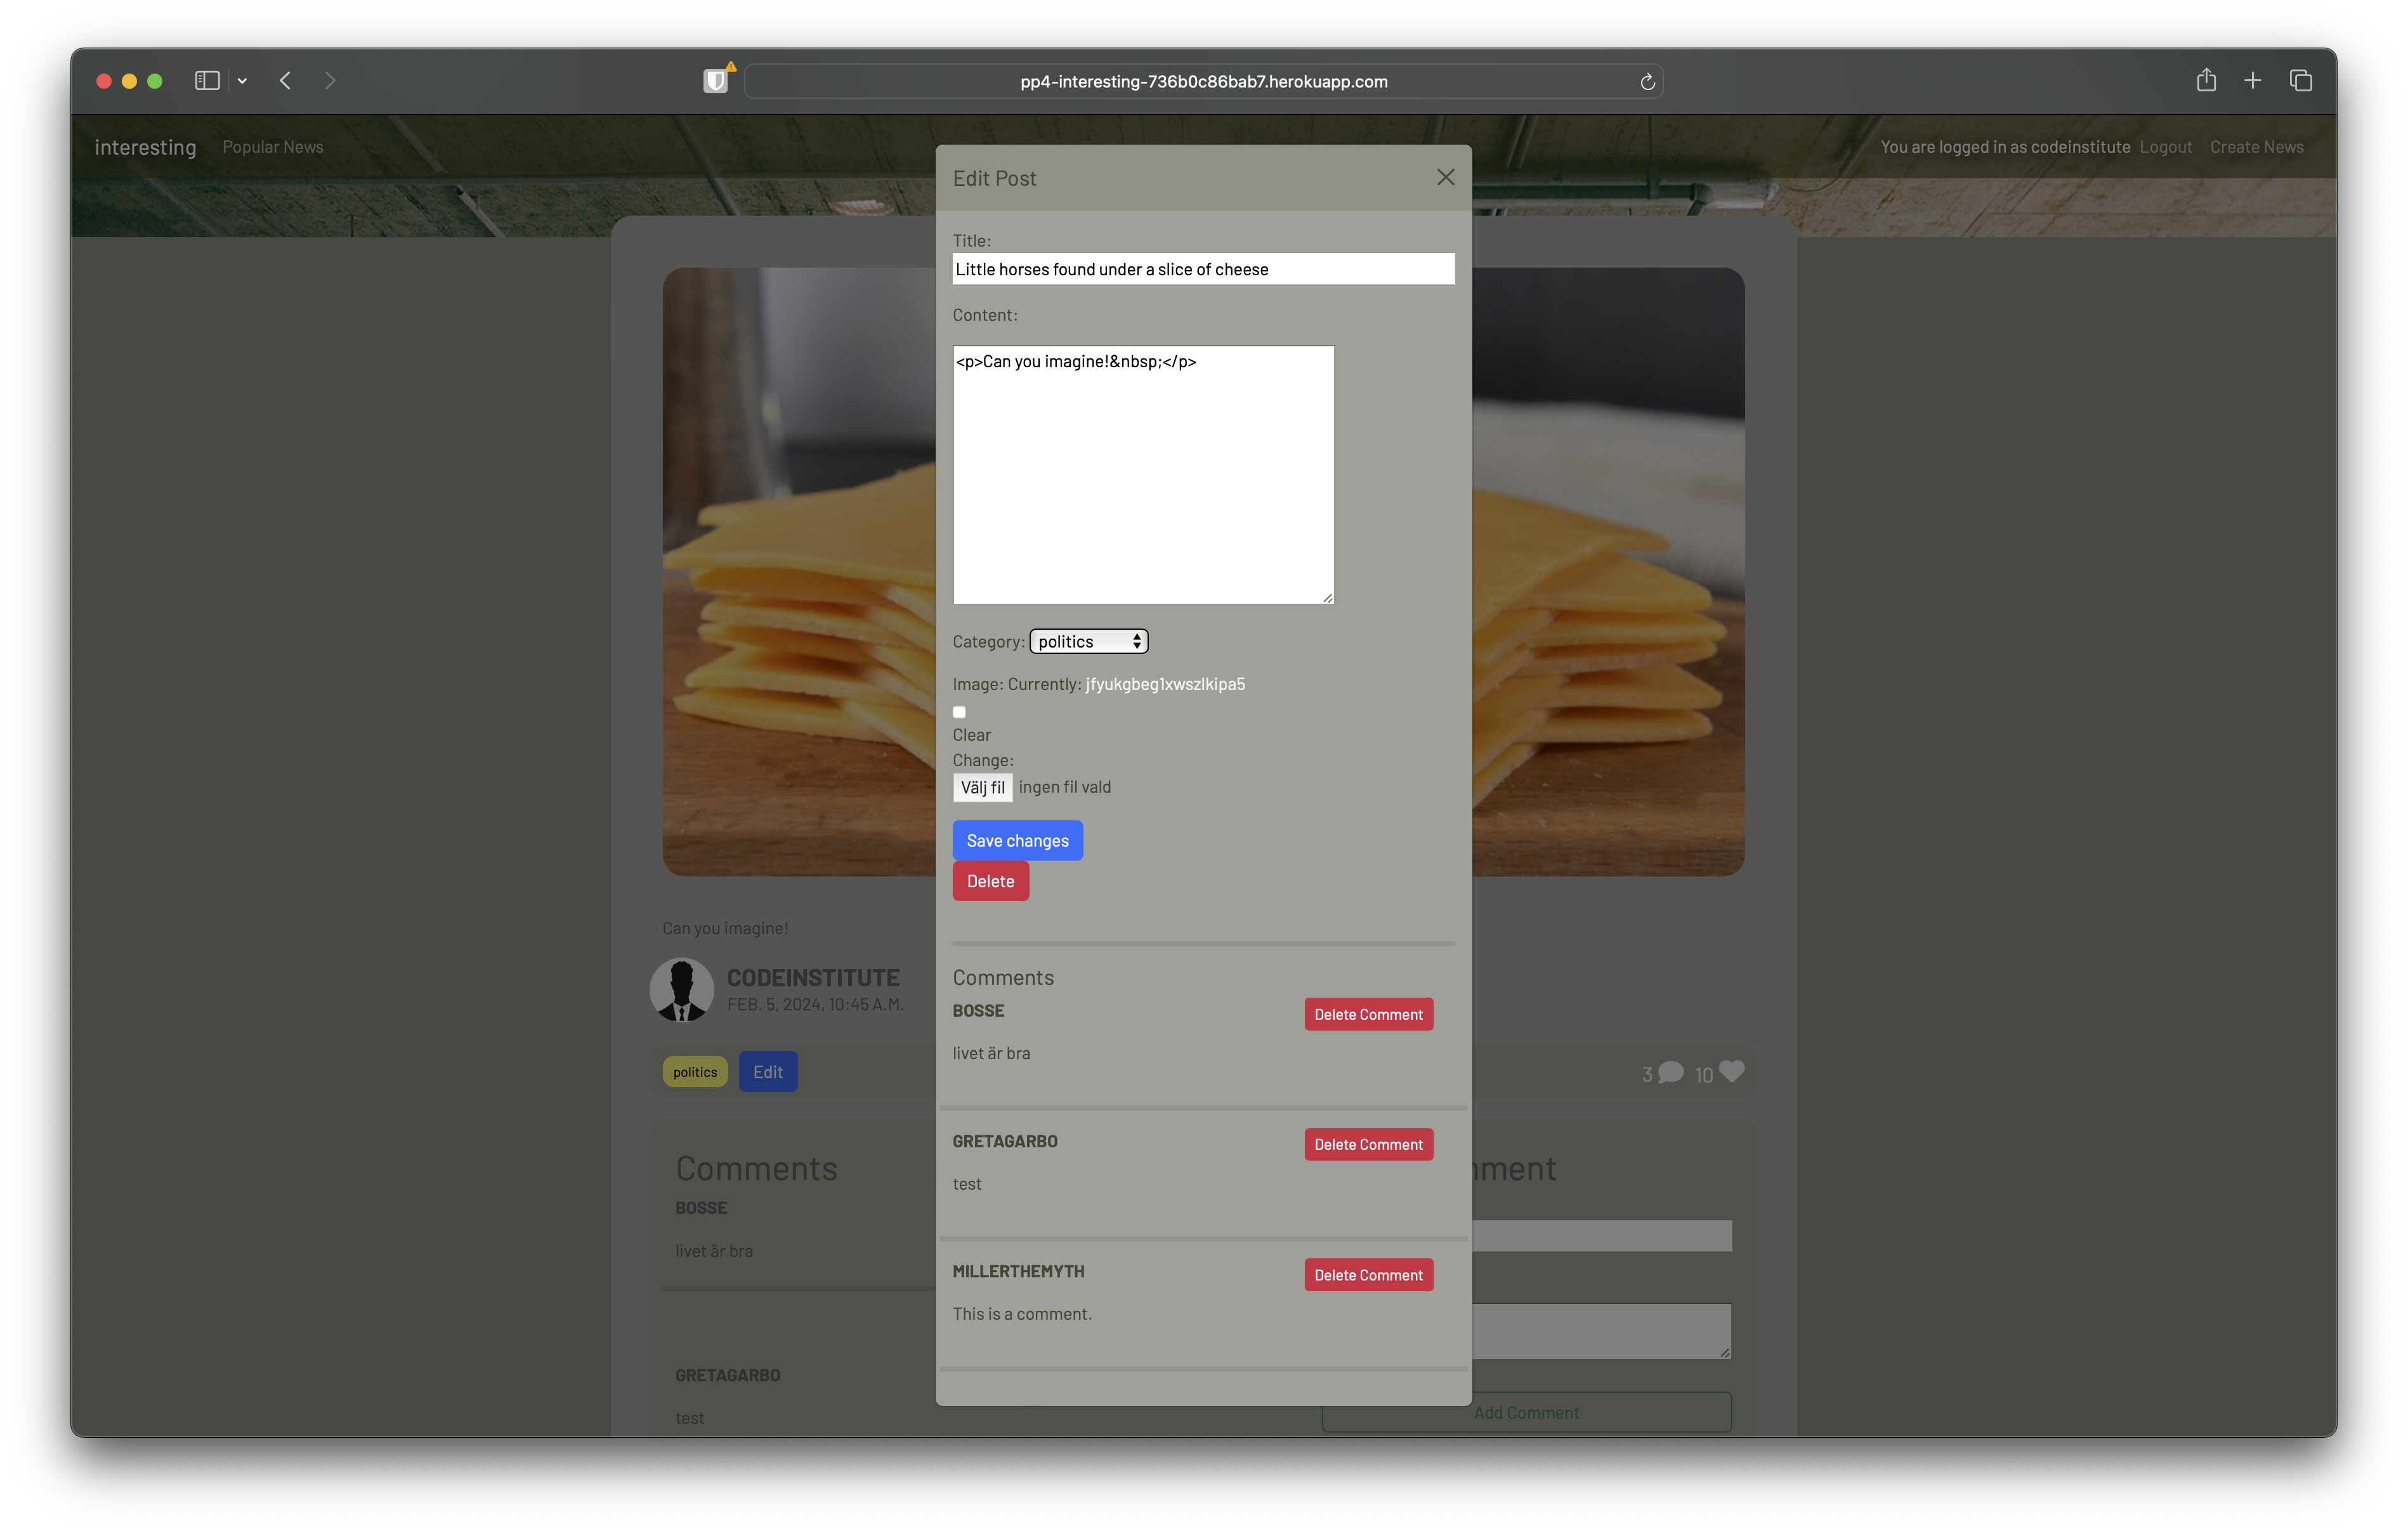 pp4-interesting-736b0c86bab7.herokuapp.com
interesting Popular News You are logged in as codeinstitute Logout Create News
Edit Post
Title:
Little horses found under a slice of cheese
Content:
<p>Can you imagine!&nbsp;</p>
Category: politics
Image: Currently: jfyukgbeg1xwszlkipa5
Clear
Change:
Välj fil ingen fil vald
Save changes
Delete
Comments
BOSSE Delete Comment
livet är bra
GRETAGARBO Delete Comment
test
MILLERTHEMYTH Delete Comment
This is a comment.
Can you imagine!
CODEINSTITUTE
FEB. 5, 2024, 10:45 A.M.
politics Edit 3 10
Comments
BOSSE
livet är bra
GRETAGARBO
test
Add Comment